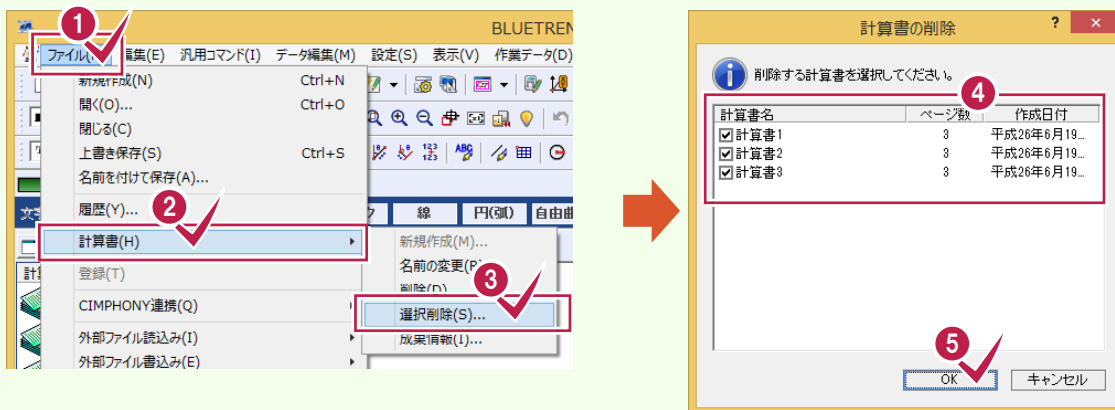 BLUETREN
ファイル 編集(E) 汎用コマンド(I) データ編集(M) 設定(S) 表示(V) 作業データ(D)
1
新規作成(N) Ctrl+N
開く(O)... Ctrl+O
閉じる(C)
上書き保存(S) Ctrl+S
名前を付けて保存(A)...
履歴(Y)...
2
計算書(H)
登録(T)
CIMPHONY連携(Q)
外部ファイル読込み(I)
外部ファイル書込み(E)
線 円(弧) 自由曲
新規作成(M)...
名前の変更(R)
削除(D)
3
選択削除(S)...
成果情報(I)...
計算書の削除
削除する計算書を選択してください。
4
計算書名 ページ数 作成日付
計算書1 3 平成26年6月19...
計算書2 3 平成26年6月19...
計算書3 3 平成26年6月19...
5
OK キャンセル